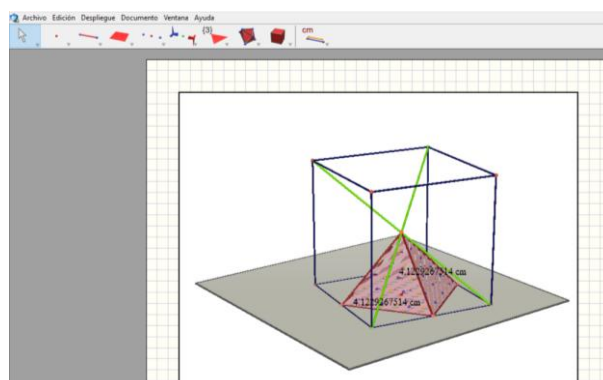 Archivo Edición Despliegue Documento Ventana Ayuda
(3)
cm
4,1229267514 cm
4,1229267514 cm